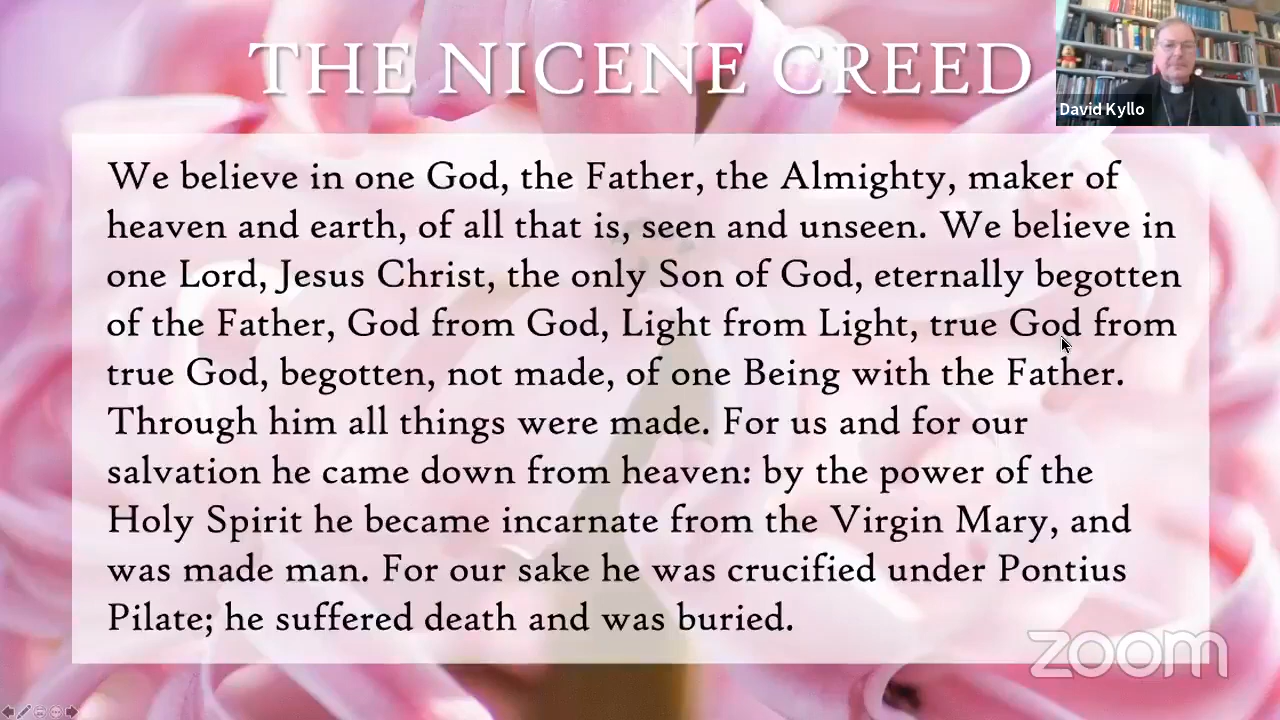 THE NICENE CREED
David Kyllo
We believe in one God, the Father, the Almighty, maker of
heaven and earth, of all that is, seen and unseen. We believe in
one Lord, Jesus Christ, the only Son of God, eternally begotten
of the Father, God from God, Light from Light, true God from
true God, begotten, not made, of one Being with the Father.
Through him all things were made. For us and for our
salvation he came down from heaven: by the power of the
Holy Spirit he became incarnate from the Virgin Mary, and
was made man. For our sake he was crucified under Pontius
Pilate; he suffered death and was buried.
zoom